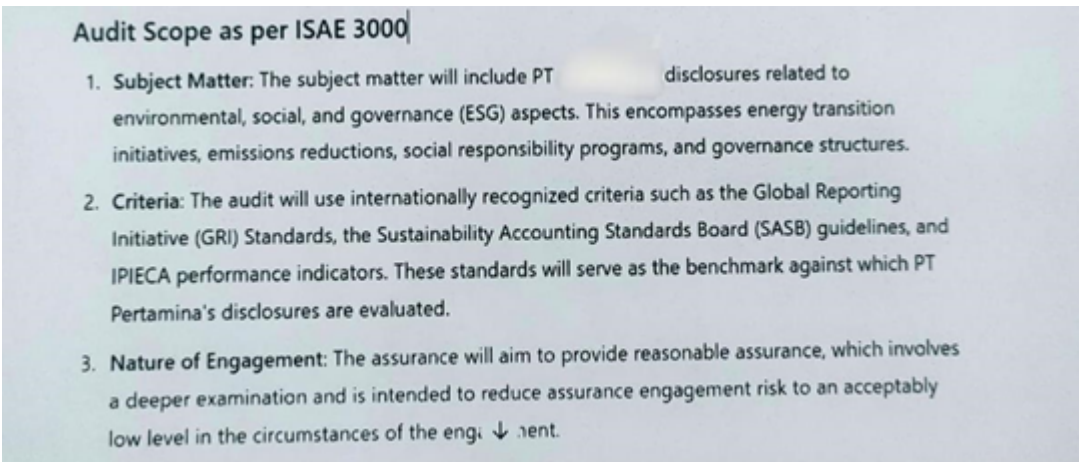 Audit Scope as per ISAE 3000
1. Subject Matter: The subject matter will include PT disclosures related to
environmental, social, and governance (ESG) aspects. This encompasses energy transition
initiatives, emissions reductions, social responsibility programs, and governance structures.
2. Criteria: The audit will use internationally recognized criteria such as the Global Reporting
Initiative (GRI) Standards, the Sustainability Accounting Standards Board (SASB) guidelines, and
IPIECA performance indicators. These standards will serve as the benchmark against which PT
Pertamina's disclosures are evaluated.
3. Nature of Engagement: The assurance will aim to provide reasonable assurance, which involves
a deeper examination and is intended to reduce assurance engagement risk to an acceptably
low level in the circumstances of the